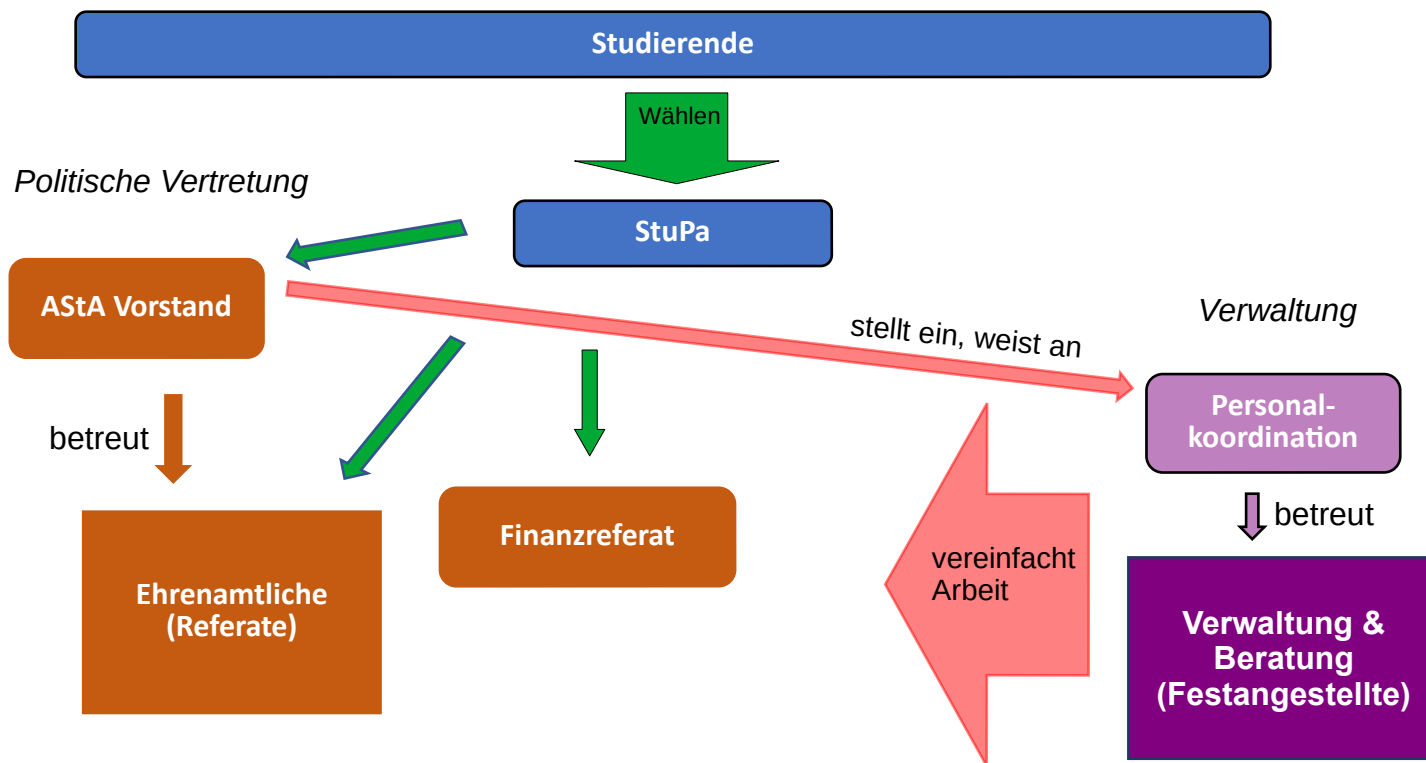 Studierende
Wählen
Politische Vertretung
StuPa
AStA Vorstand
stellt ein, weist an
Verwaltung
Personal-
koordination
betreut
betreut
Finanzreferat
vereinfacht
Arbeit
Ehrenamtliche
(Referate)
Verwaltung &
Beratung
(Festangestellte)